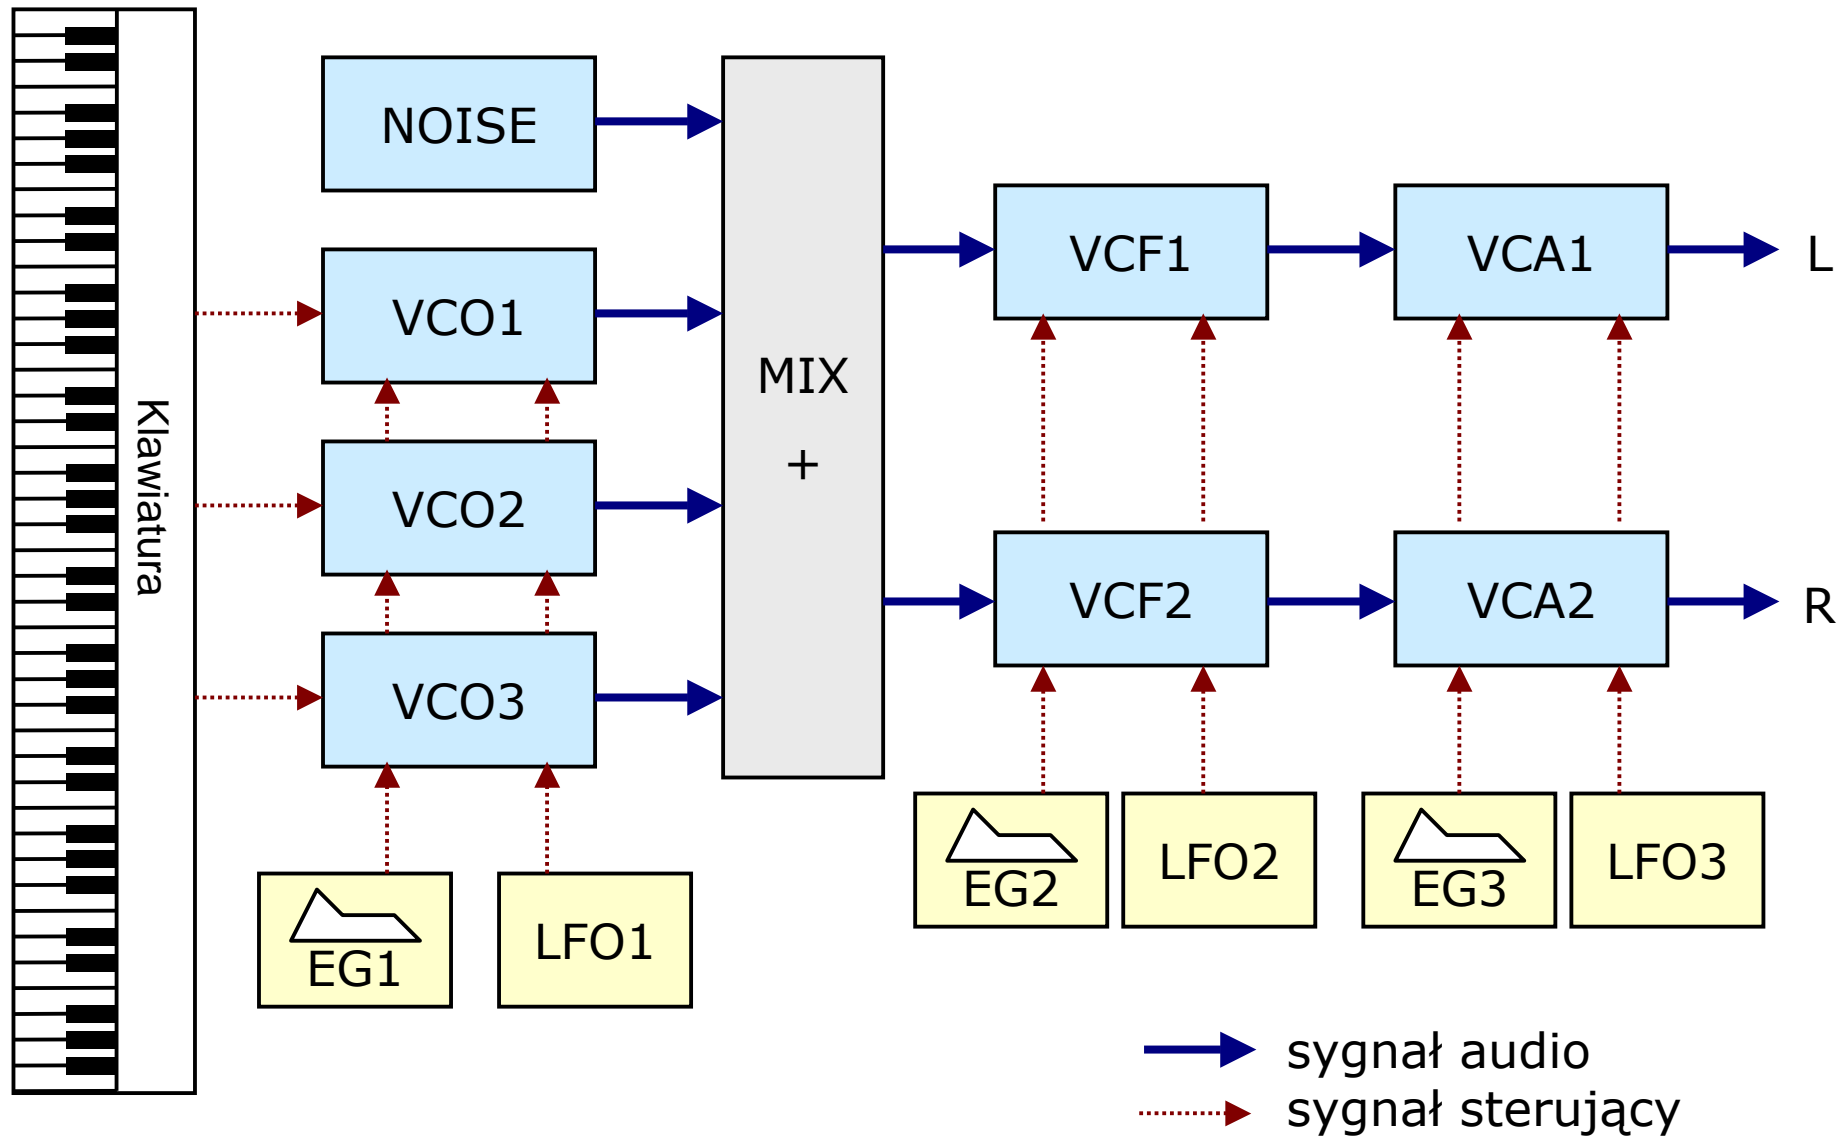 Klawiatura
NOISE
VCO1
VCO2
VCO3
EG1
LFO1
MIX
+
VCF1
VCA1
L
VCF2
VCA2
R
EG2
LFO2
EG3
LFO3
sygnał audio
sygnał sterujący